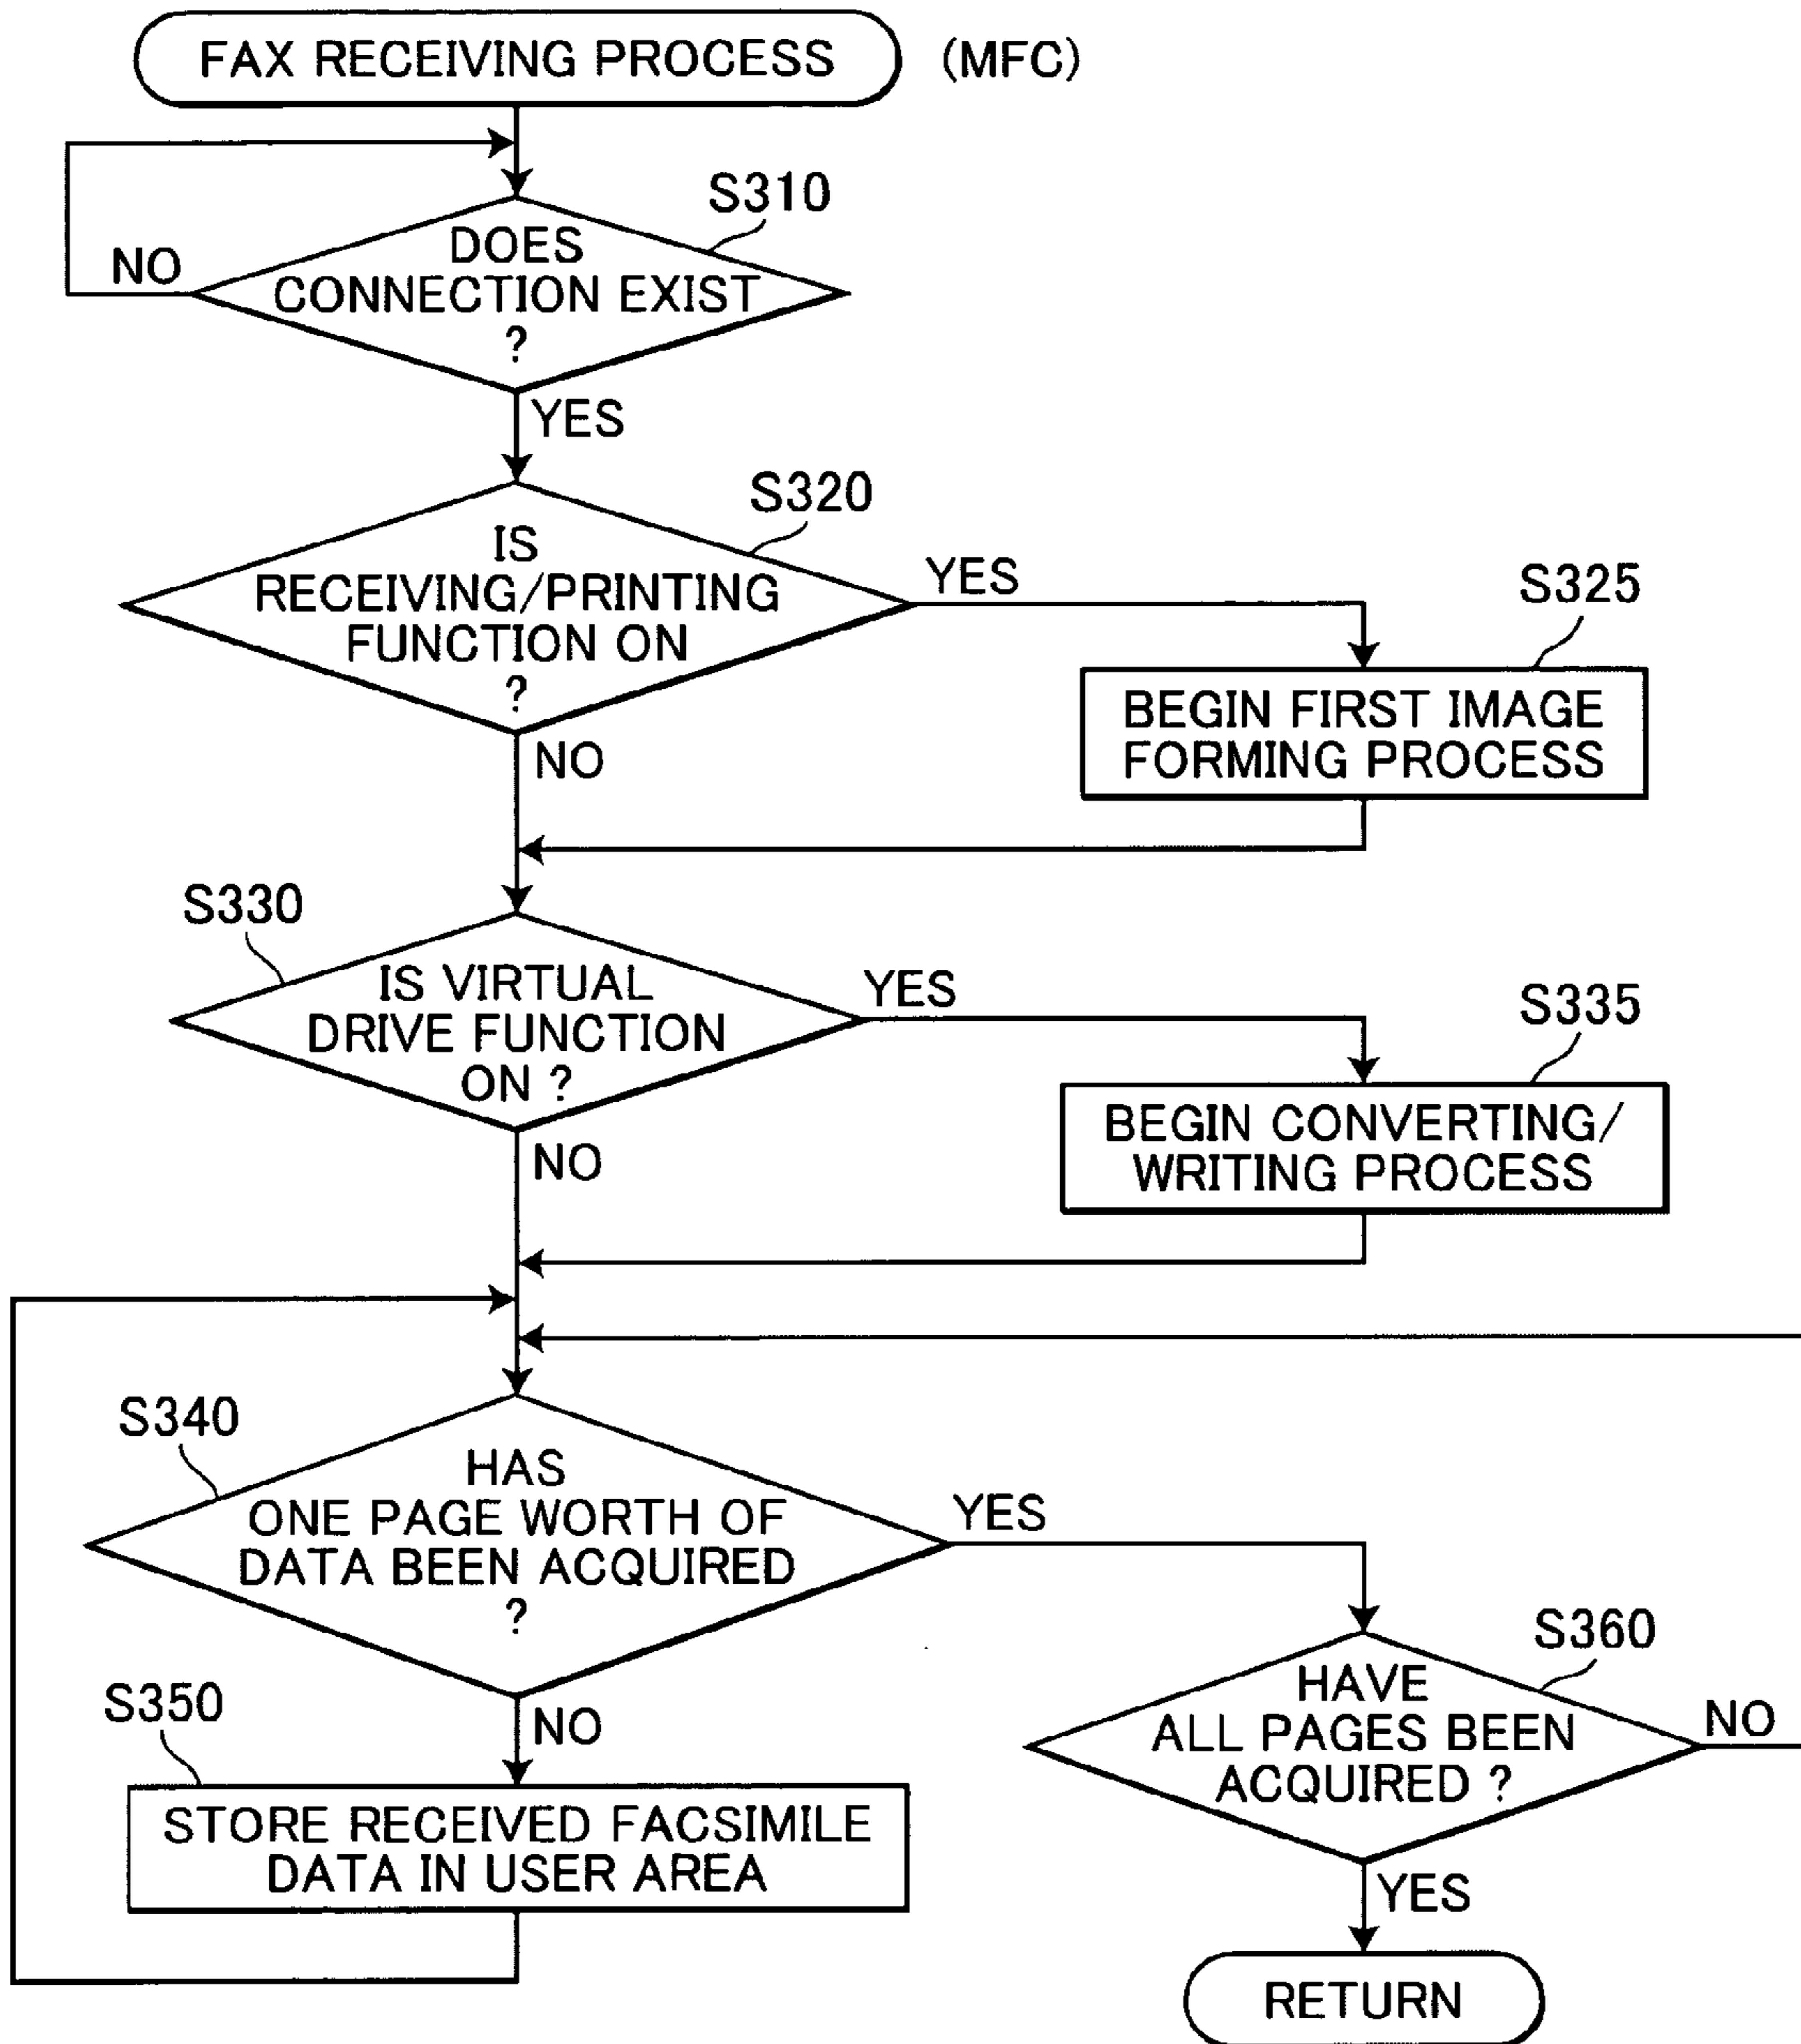 FAX RECEIVING PROCESS (MFC)
S310
DOES
CONNECTION EXIST
?
NO
YES
S320
IS
RECEIVING/PRINTING
FUNCTION ON
?
YES
S325
BEGIN FIRST IMAGE
FORMING PROCESS
NO
S330
IS VIRTUAL
DRIVE FUNCTION
ON ?
YES
S335
BEGIN CONVERTING/
WRITING PROCESS
NO
S340
HAS
ONE PAGE WORTH OF
DATA BEEN ACQUIRED
?
YES
S360
HAVE
ALL PAGES BEEN
ACQUIRED ?
NO
S350
NO
STORE RECEIVED FACSIMILE
DATA IN USER AREA
YES
RETURN